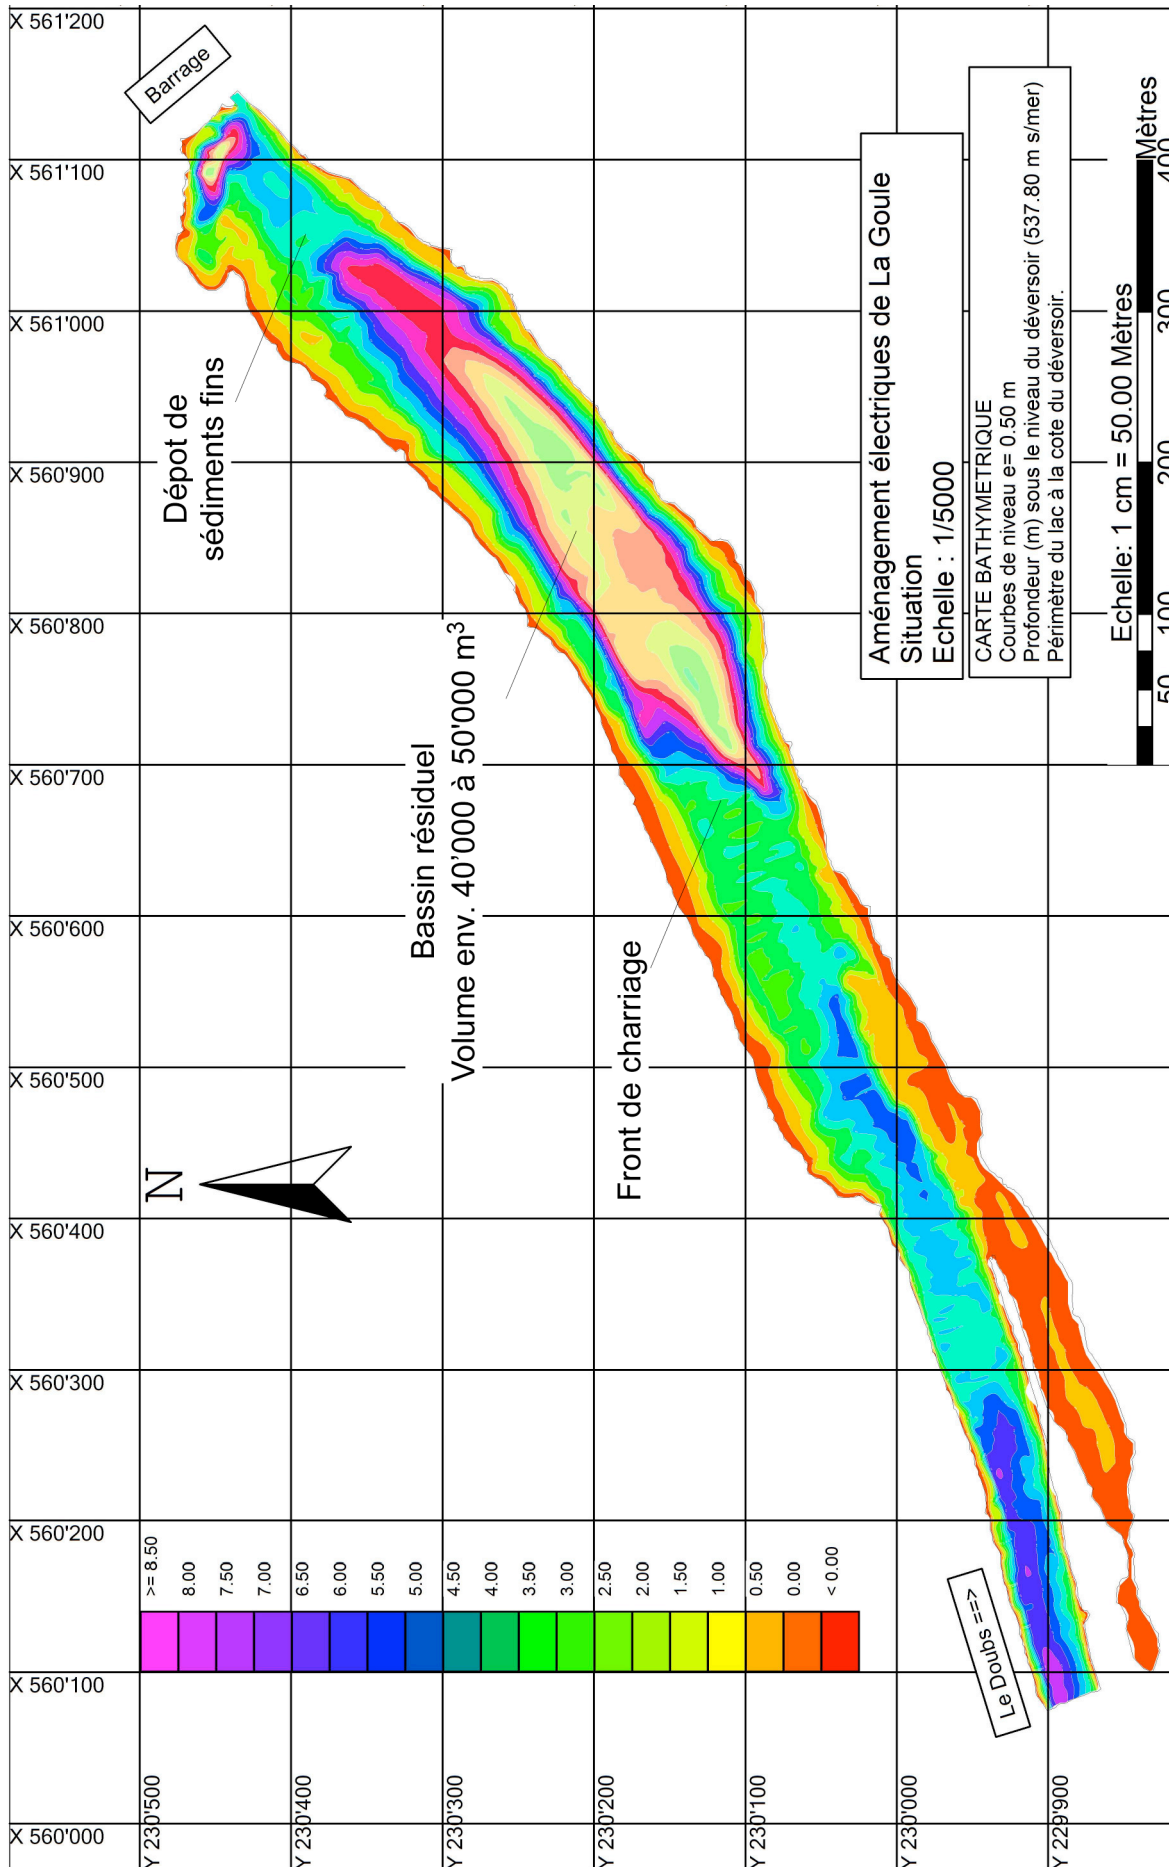 X 561'200
X 561'100
X 561'000
X 560'900
X 560'800
X 560'700
X 560'600
X 560'500
X 560'400
X 560'300
X 560'200
X 560'100
X 560'000
Barrage
Dépot de
sédiments fins
Bassin résiduel
Volume env. 40'000 à 50'000 m³
Front de charriage
N
Aménagement électriques de La Goule
Situation
Echelle : 1/5000
CARTE BATHYMETRIQUE
Courbes de niveau e= 0.50 m
Profondeur (m) sous le niveau du déversoir (537.80 m s/mer)
Périmètre du lac à la cote du déversoir.
Echelle: 1 cm = 50.00 Mètres
50
100
200
300
400
Mètres
>= 8.50
8.00
7.50
7.00
6.50
6.00
5.50
5.00
4.50
4.00
3.50
3.00
2.50
2.00
1.50
1.00
0.50
0.00
< 0.00
Le Doubs ==>
Y 230'500
Y 230'400
Y 230'300
Y 230'200
Y 230'100
Y 230'000
Y 229'900